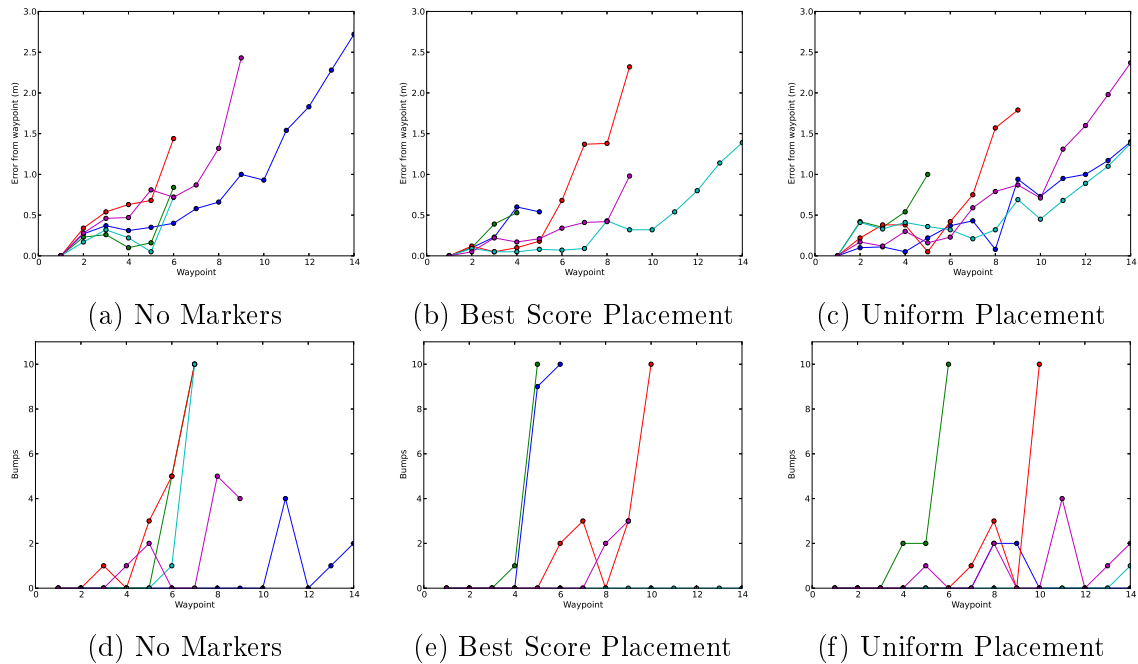 3.0 3.0 3.0
2.5 2.5 2.5
2.0 2.0 2.0
1.5 1.5 1.5
1.0 1.0 1.0
0.5 0.5 0.5
0.0 0.0 0.0
Error from waypoint (m) Error from waypoint (m) Error from waypoint (m)
0 2 4 6 8 10 12 14 0 2 4 6 8 10 12 14 0 2 4 6 8 10 12 14
Waypoint Waypoint Waypoint
(a) No Markers (b) Best Score Placement (c) Uniform Placement
10 10 10
8 8 8
6 6 6
4 4 4
2 2 2
0 0 0
Bumps Bumps Bumps
0 2 4 6 8 10 12 14 0 2 4 6 8 10 12 14 0 2 4 6 8 10 12 14
Waypoint Waypoint Waypoint
(d) No Markers (e) Best Score Placement (f) Uniform Placement